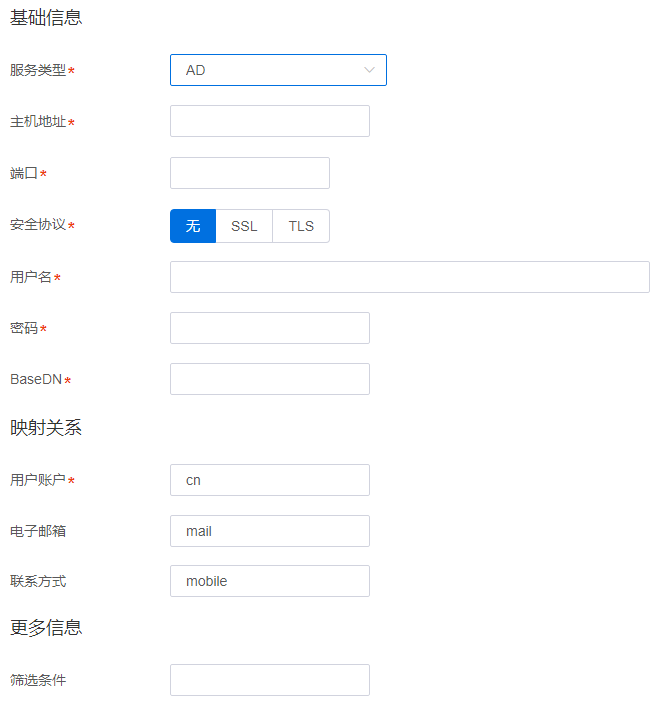 基础信息
服务类型* AD
主机地址*
端口*
安全协议* 无 SSL TLS
用户名*
密码*
BaseDN*
映射关系
用户账户* cn
电子邮箱 mail
联系方式 mobile
更多信息
筛选条件